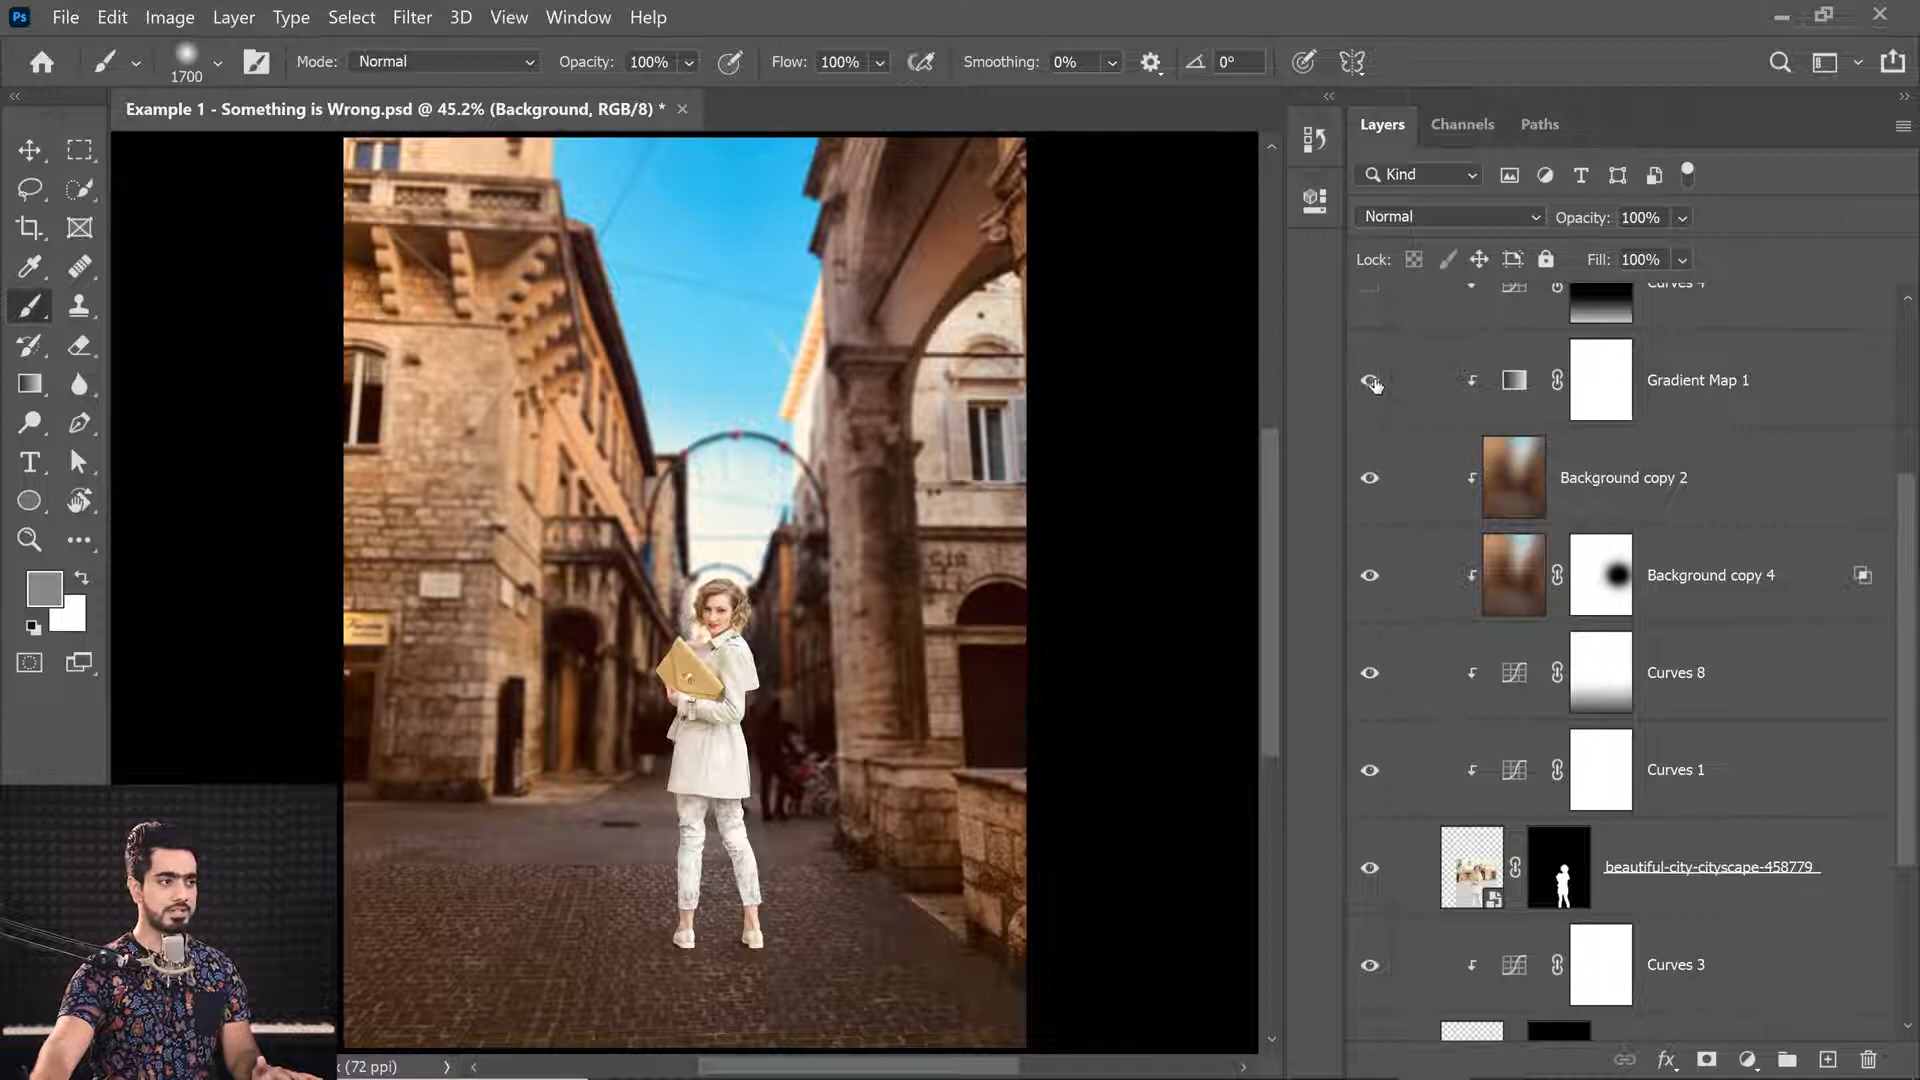 Ps File Edit Image Layer Type Select Filter 3D View Window Help
1700 Mode: Normal Opacity: 100% Flow: 100% Smoothing: 0% 0°
Example 1 - Something is Wrong.psd @ 45.2% (Background, RGB/8) *
Layers Channels Paths
Kind
Normal Opacity: 100%
Lock: Fill: 100%
Curves 4
Gradient Map 1
Background copy 2
Background copy 4
Curves 8
Curves 1
beautiful-city-cityscape-458779
Curves 3
(72 ppi)